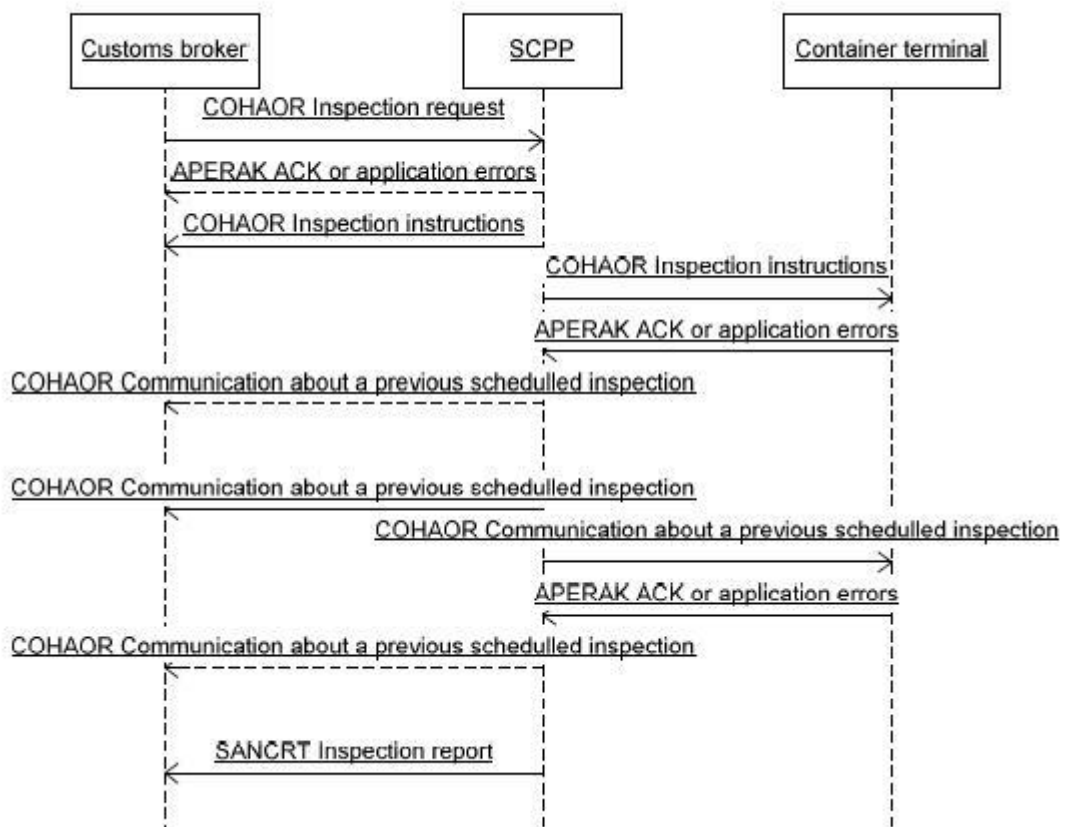 Customs broker
SCPP
Container terminal
COHAOR Inspection request
APERAK ACK or application errors
COHAOR Inspection instructions
COHAOR Inspection instructions
APERAK ACK or application errors
COHAOR Communication about a previous schedulled inspection
COHAOR Communication about a previous schedulled inspection
COHAOR Communication about a previous schedulled inspection
APERAK ACK or application errors
COHAOR Communication about a previous schedulled inspection
SANCRT Inspection report